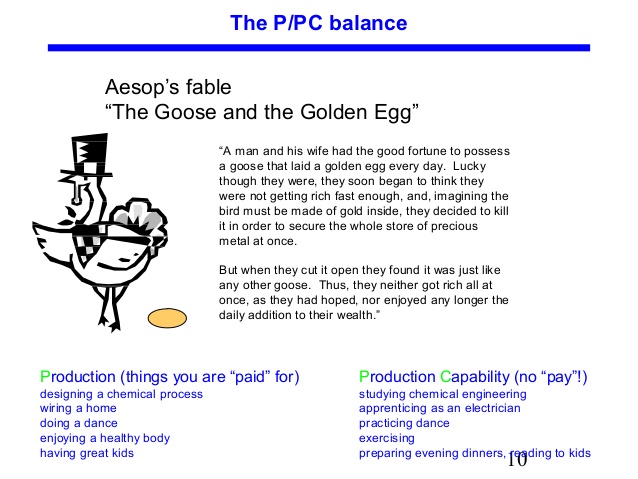 The P/PC balance
Aesop’s fable
“The Goose and the Golden Egg”
“A man and his wife had the good fortune to possess
a goose that laid a golden egg every day.  Lucky
though they were, they soon began to think they
were not getting rich fast enough, and, imagining the
bird must be made of gold inside, they decided to kill
it in order to secure the whole store of precious
metal at once.
But when they cut it open they found it was just like
any other goose.  Thus, they neither got rich all at
once, as they had hoped, nor enjoyed any longer the
daily addition to their wealth.”
Production (things you are “paid” for)
designing a chemical process
wiring a home
doing a dance
enjoying a healthy body
having great kids
Production Capability (no “pay”!)
studying chemical engineering
apprenticing as an electrician
practicing dance
exercising
preparing evening dinners, reading to kids
10